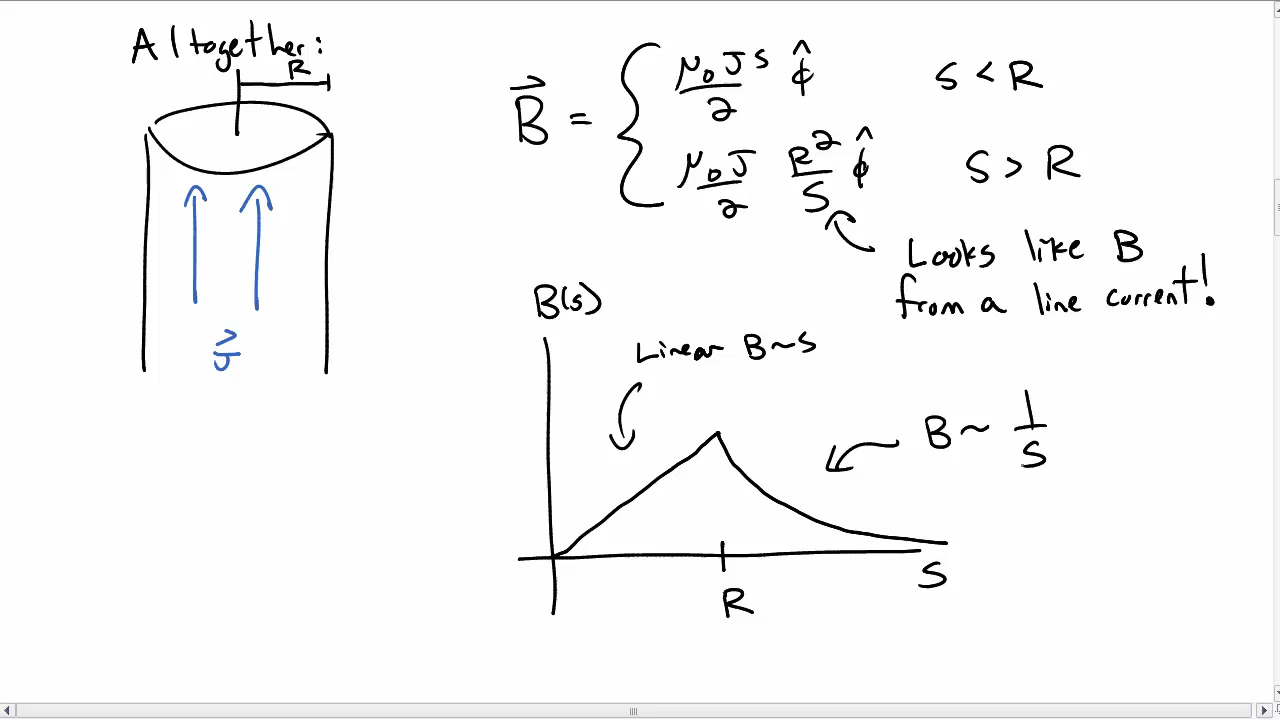 Altogether:
R
J⃗
B⃗ = { μ₀Js/2 φ̂    s < R
μ₀J/2 R²/s φ̂    s > R
Looks like B
from a line current!
B(s)
Linear B~s
B ~ 1/s
R
s